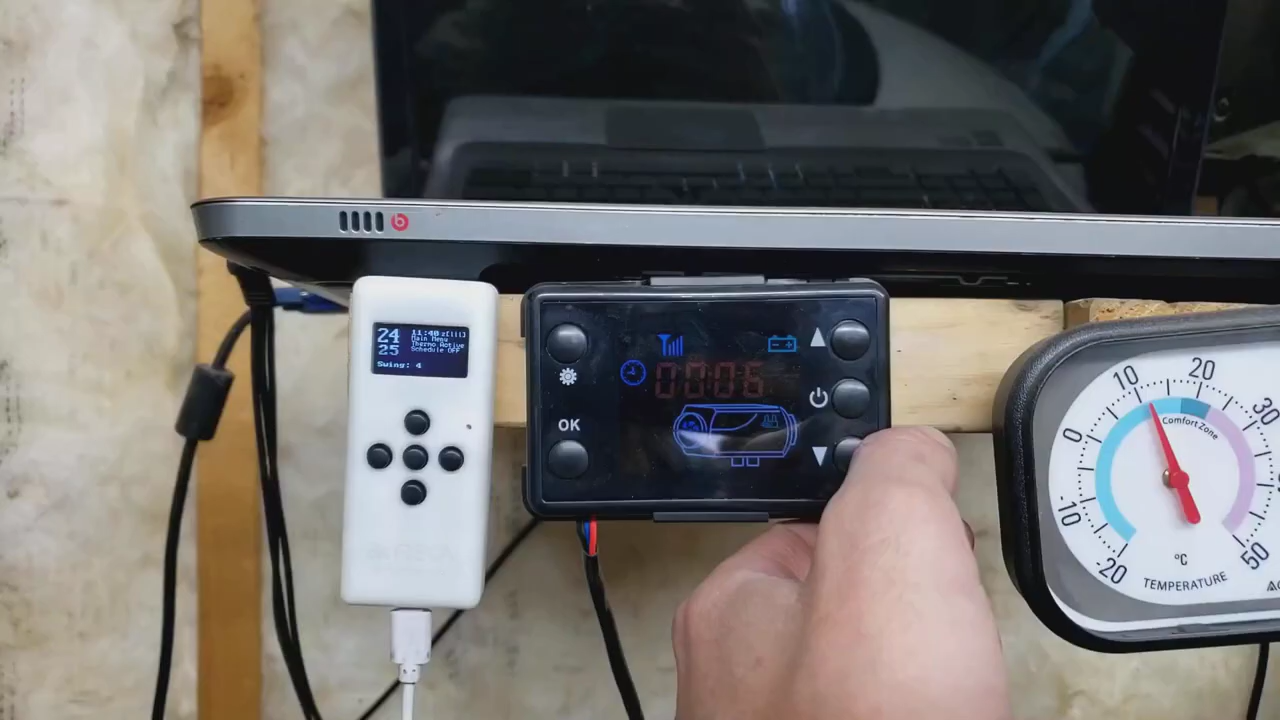 24
25
11:40
Main Menu
Thermo Active
Schedule OFF
Swing: 4
OK
0006
-20
-10
0
10
20
30
50
Comfort Zone
°C
TEMPERATURE